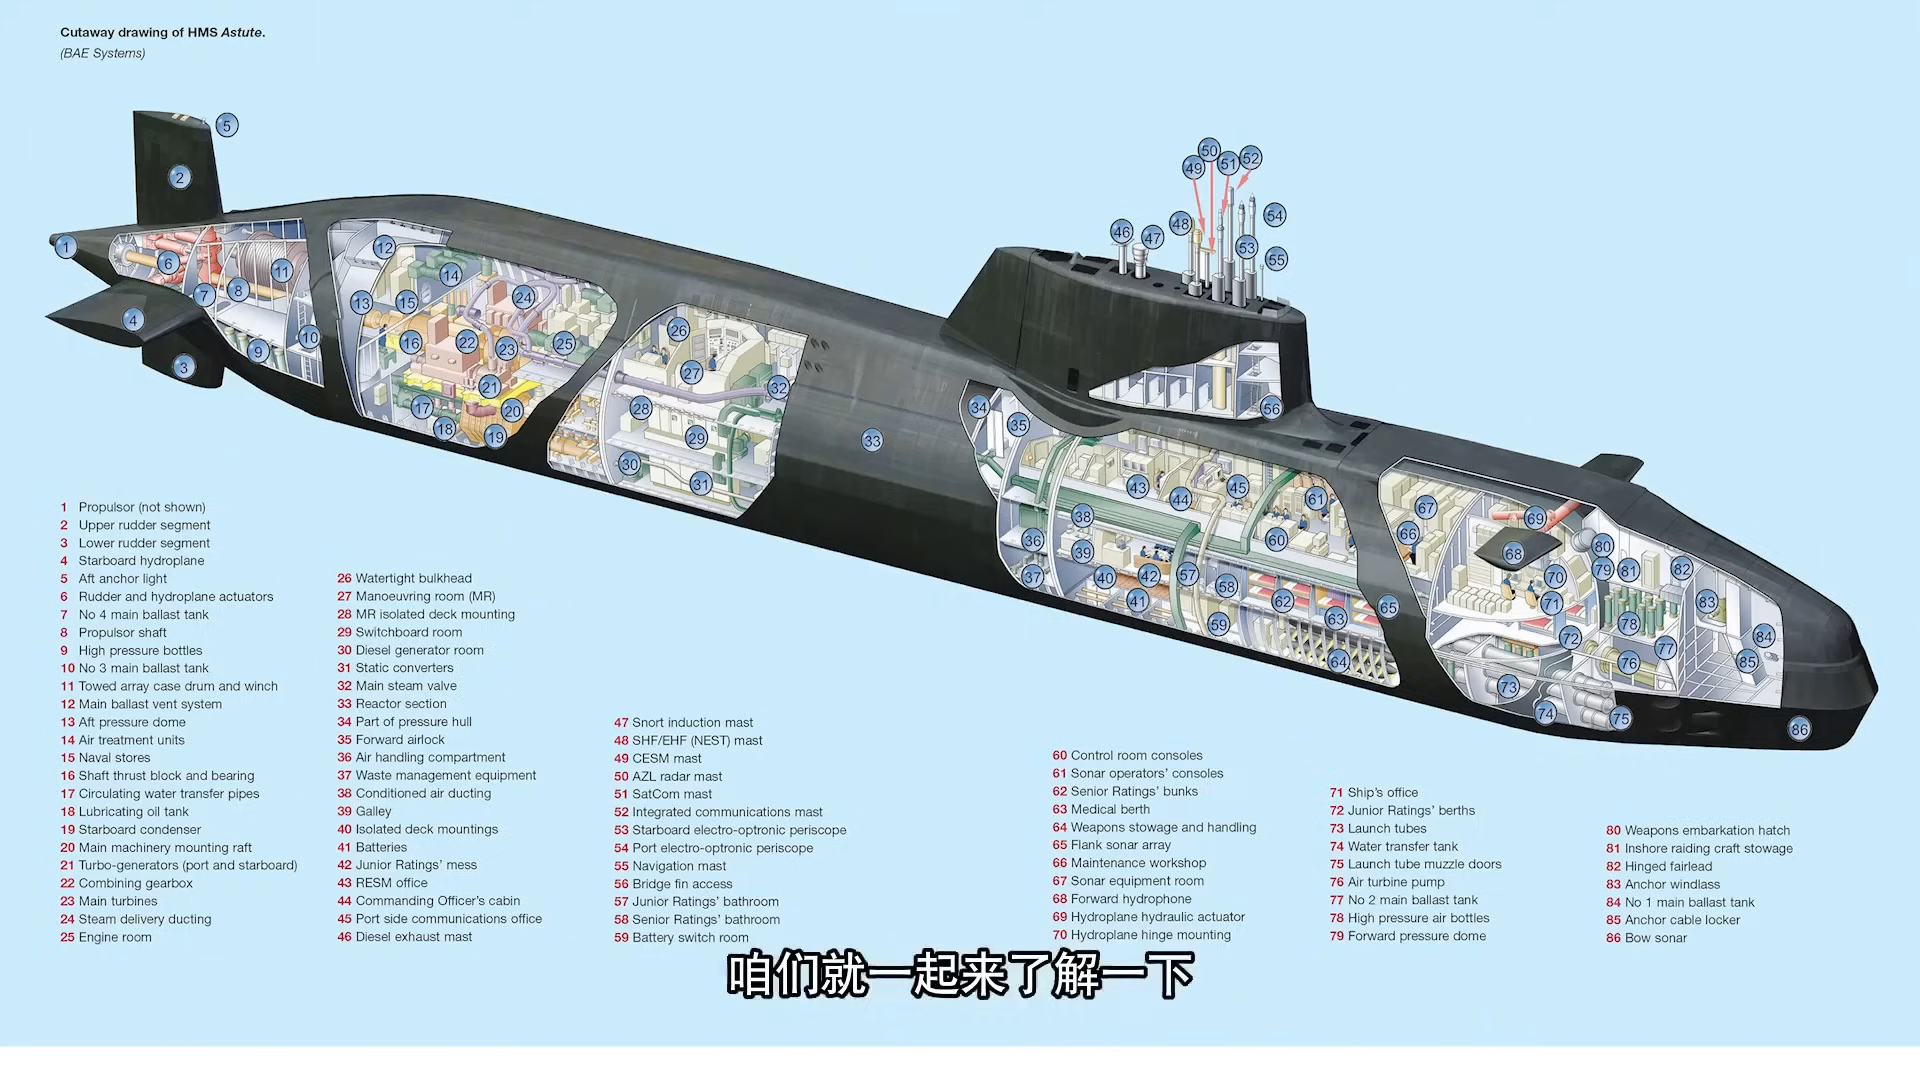 Cutaway drawing of HMS Astute.
(BAE Systems)
1 Propulsor (not shown)
2 Upper rudder segment
3 Lower rudder segment
4 Starboard hydroplane
5 Aft anchor light
6 Rudder and hydroplane actuators
7 No 4 main ballast tank
8 Propulsor shaft
9 High pressure bottles
10 No 3 main ballast tank
11 Towed array case drum and winch
12 Main ballast vent system
13 Aft pressure dome
14 Air treatment units
15 Naval stores
16 Shaft thrust block and bearing
17 Circulating water transfer pipes
18 Lubricating oil tank
19 Starboard condenser
20 Main machinery mounting raft
21 Turbo-generators (port and starboard)
22 Combining gearbox
23 Main turbines
24 Steam delivery ducting
25 Engine room
26 Watertight bulkhead
27 Manoeuvring room (MR)
28 MR isolated deck mounting
29 Switchboard room
30 Diesel generator room
31 Static converters
32 Main steam valve
33 Reactor section
34 Part of pressure hull
35 Forward airlock
36 Air handling compartment
37 Waste management equipment
38 Conditioned air ducting
39 Galley
40 Isolated deck mountings
41 Batteries
42 Junior Ratings' mess
43 RESM office
44 Commanding Officer's cabin
45 Port side communications office
46 Diesel exhaust mast
47 Snort induction mast
48 SHF/EHF (NEST) mast
49 CESM mast
50 AZL radar mast
51 SatCom mast
52 Integrated communications mast
53 Starboard electro-optronic periscope
54 Port electro-optronic periscope
55 Navigation mast
56 Bridge fin access
57 Junior Ratings' bathroom
58 Senior Ratings' bathroom
59 Battery switch room
60 Control room consoles
61 Sonar operators' consoles
62 Senior Ratings' bunks
63 Medical berth
64 Weapons stowage and handling
65 Flank sonar array
66 Maintenance workshop
67 Sonar equipment room
68 Forward hydrophone
69 Hydroplane hydraulic actuator
70 Hydroplane hinge mounting
71 Ship's office
72 Junior Ratings' berths
73 Launch tubes
74 Water transfer tank
75 Launch tube muzzle doors
76 Air turbine pump
77 No 2 main ballast tank
78 High pressure air bottles
79 Forward pressure dome
80 Weapons embarkation hatch
81 Inshore raiding craft stowage
82 Hinged fairlead
83 Anchor windlass
84 No 1 main ballast tank
85 Anchor cable locker
86 Bow sonar
咱们就一起来了解一下